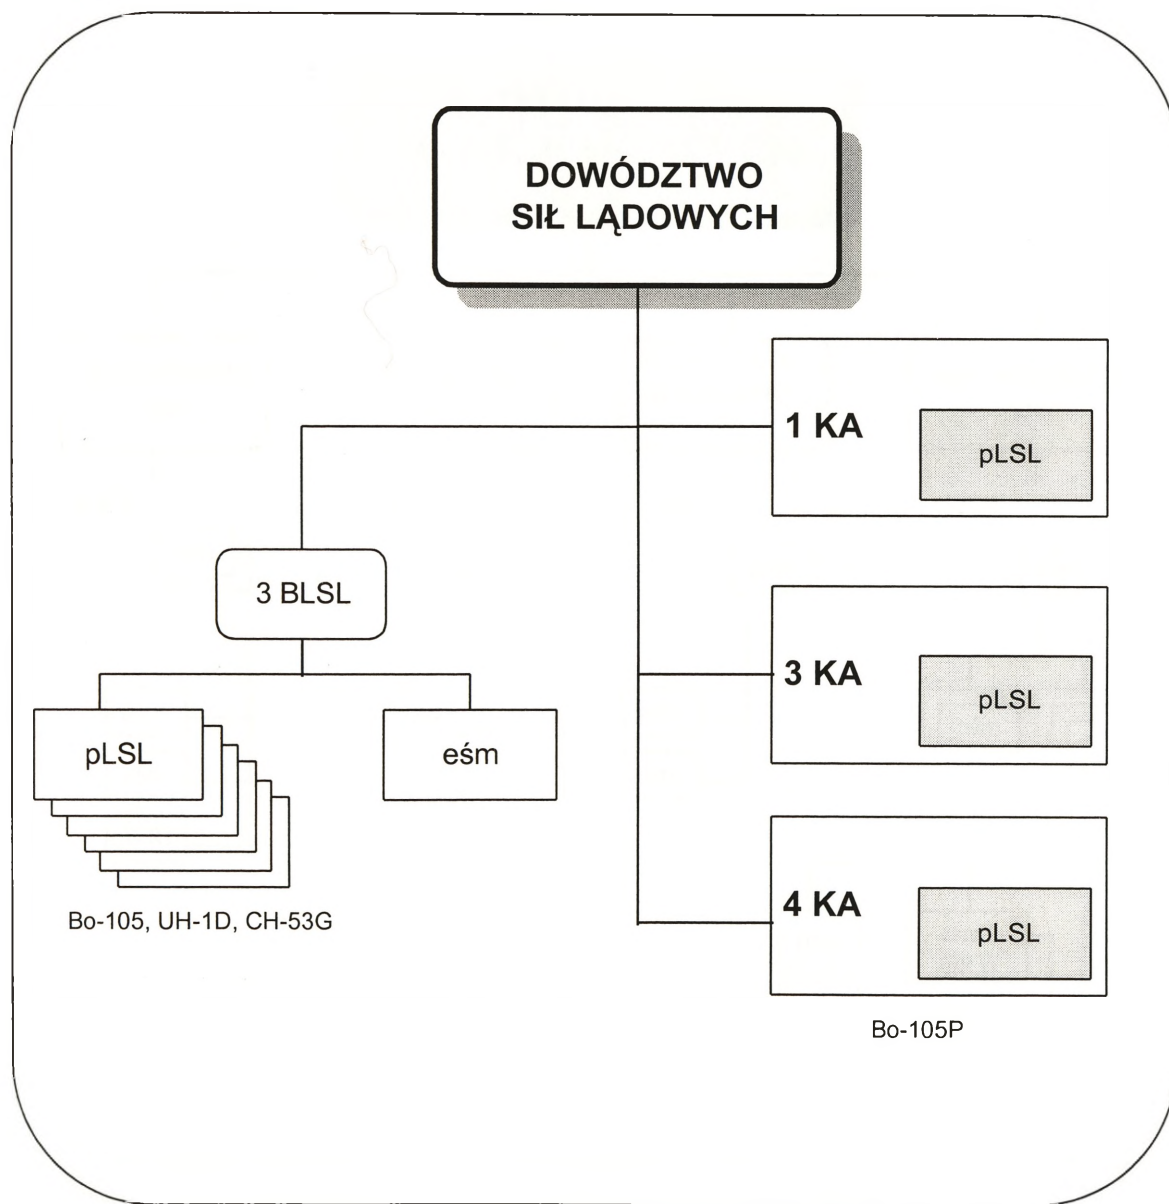 DOWÓDZTWO
SIŁ LĄDOWYCH
1 KA
pLSL
3 BLSL
3 KA
pLSL
pLSL
eśm
Bo-105, UH-1D, CH-53G
4 KA
pLSL
Bo-105P